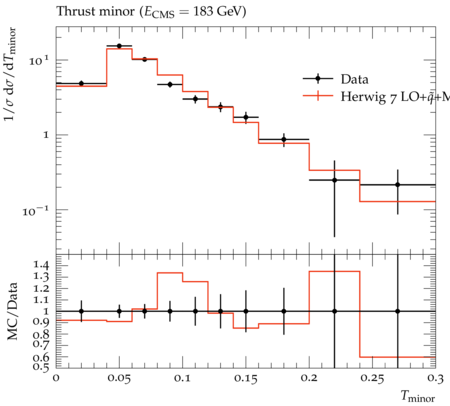 Thrust minor (E_CMS = 183 GeV)
1/σ dσ/dT_minor
10^1
1
10^−1
Data
Herwig 7 LO+q̃+M
MC/Data
1.4
1.3
1.2
1.1
1
0.9
0.8
0.7
0.6
0.5
0 0.05 0.1 0.15 0.2 0.25 0.3
T_minor